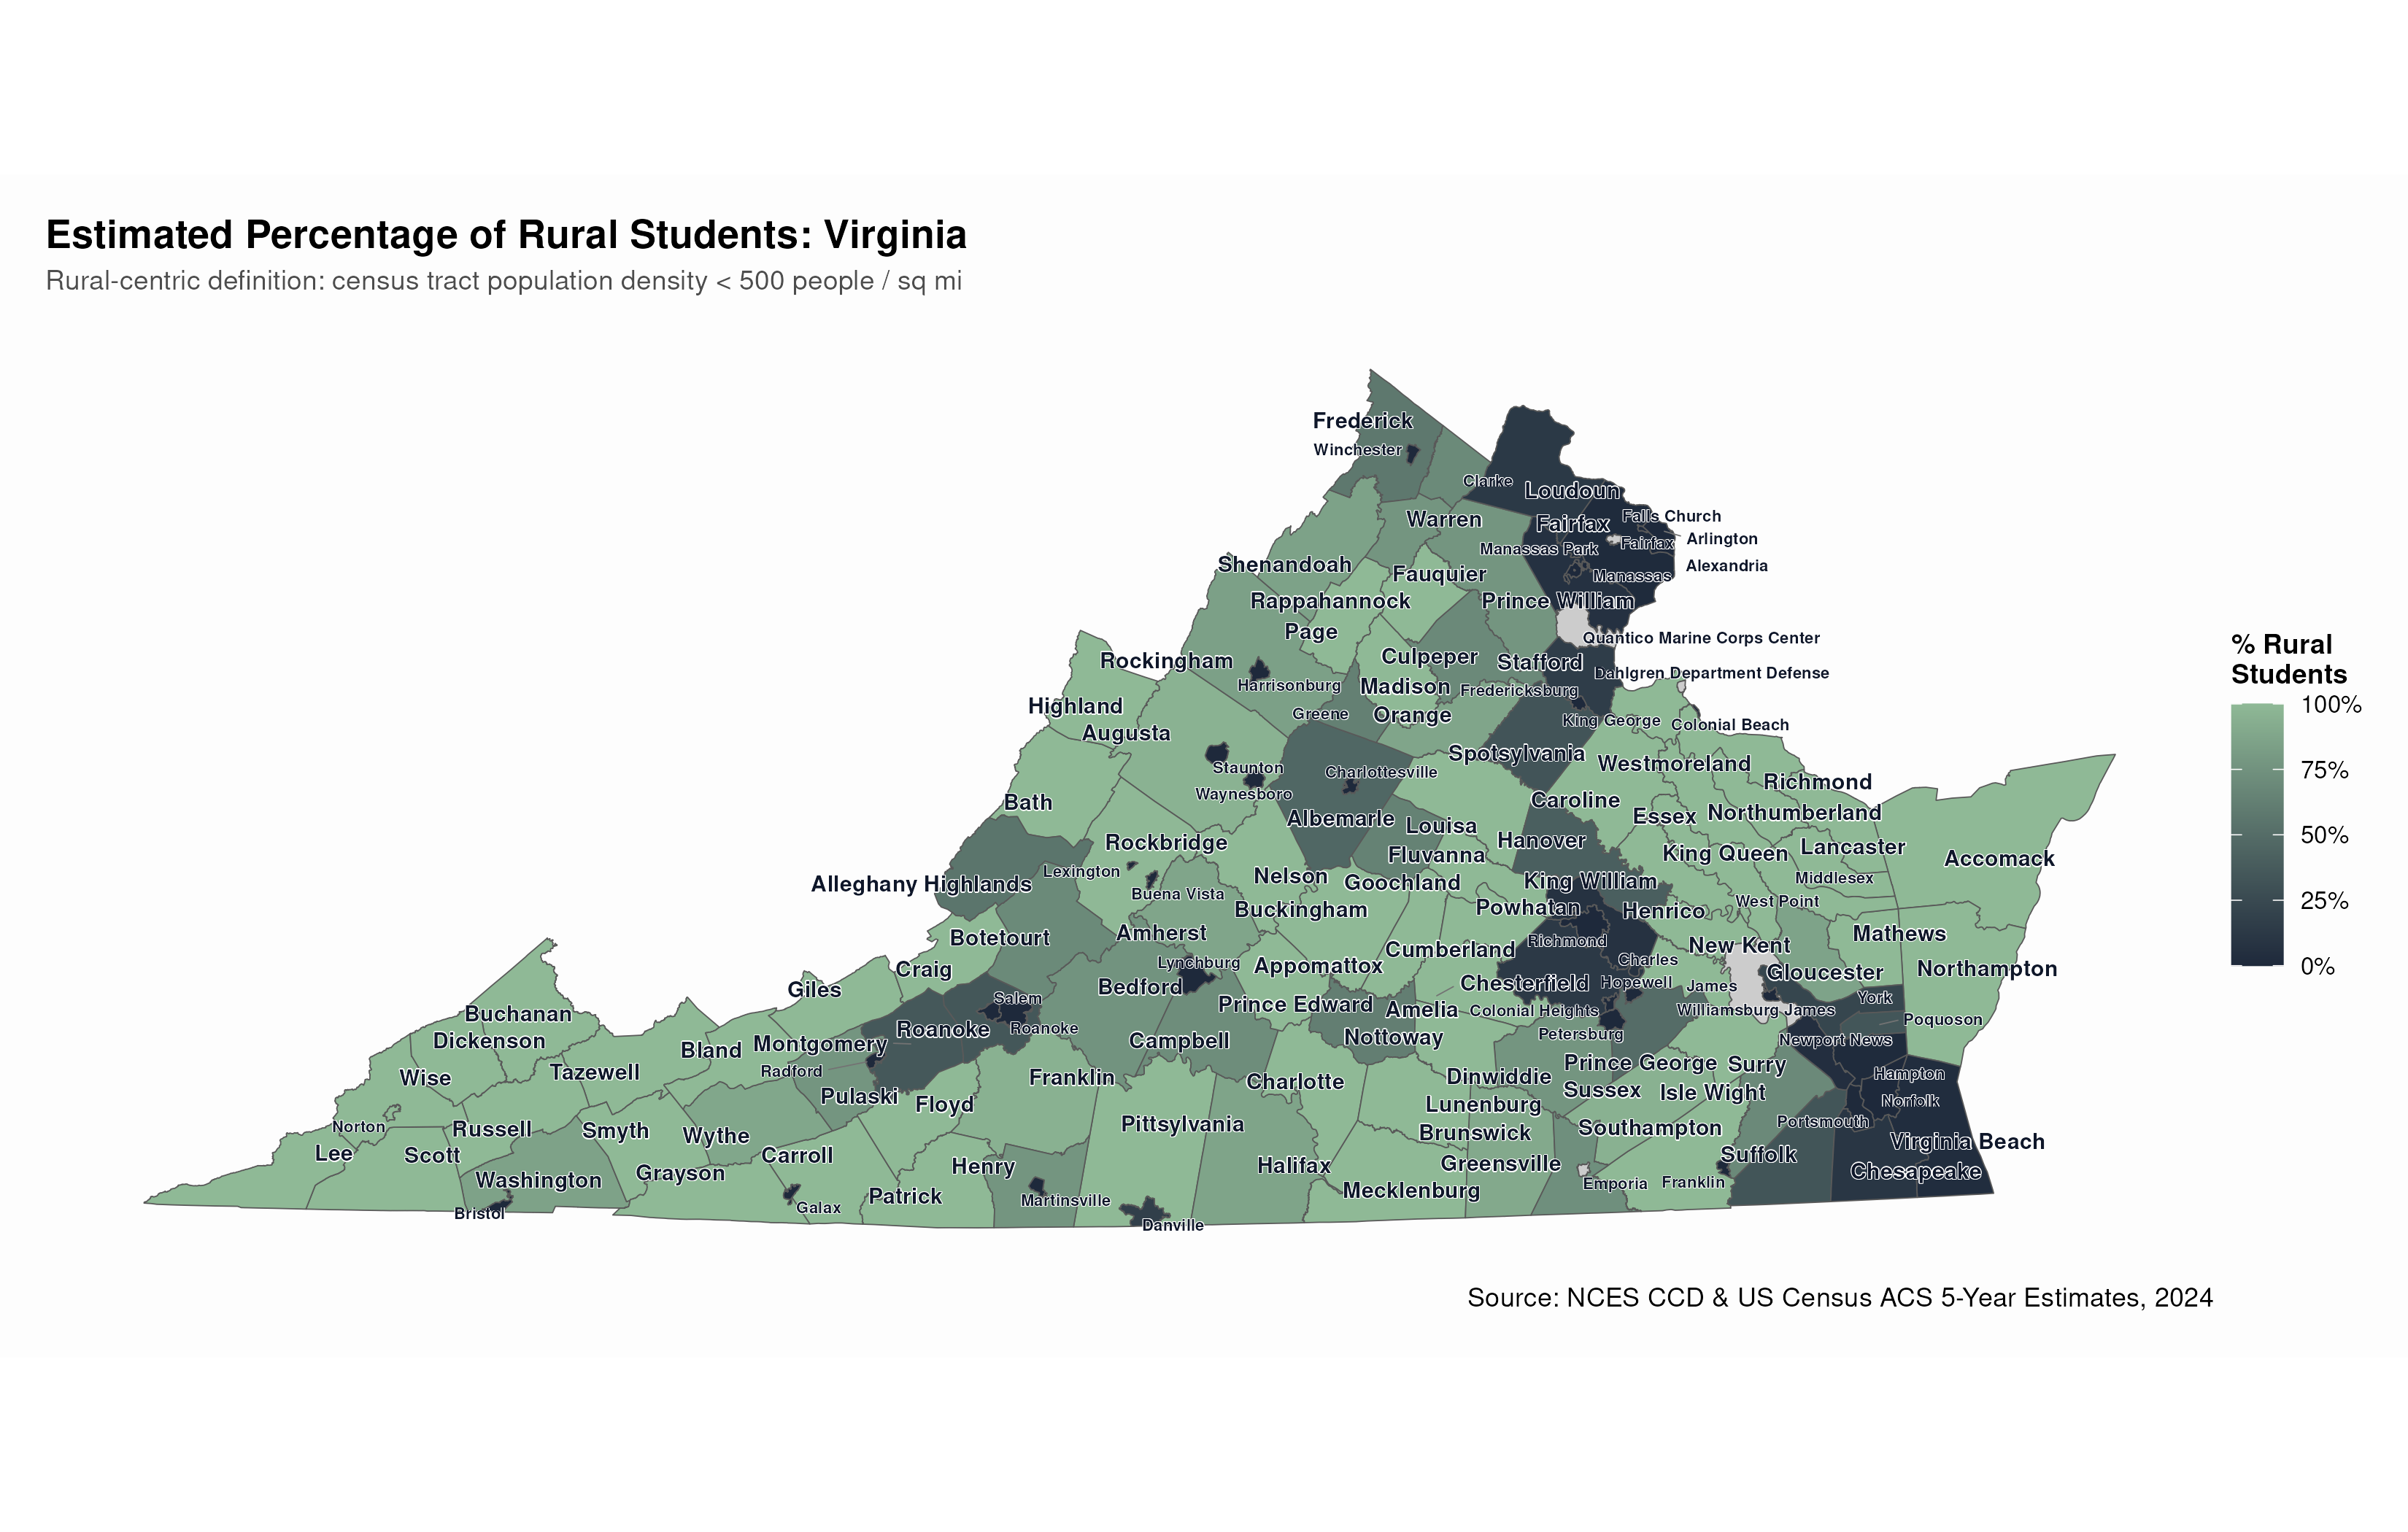 Estimated Percentage of Rural Students: Virginia
Rural-centric definition: census tract population density < 500 people / sq mi
Frederick
Winchester
Clarke
Loudoun
Warren
Fairfax
Falls Church
Arlington
Fairfax
Manassas Park
Shenandoah
Fauquier
Manassas
Alexandria
Rappahannock
Prince William
Page
Quantico Marine Corps Center
Rockingham
Culpeper
Stafford
Dahlgren Department Defense
Harrisonburg
Madison
Fredericksburg
Highland
Greene
Orange
King George
Colonial Beach
Augusta
Staunton
Charlottesville
Spotsylvania
Westmoreland
Richmond
Waynesboro
Bath
Albemarle
Louisa
Caroline
Essex
Northumberland
Rockbridge
Fluvanna
Hanover
King Queen
Lancaster
Accomack
Lexington
Alleghany Highlands
Buena Vista
Nelson
Goochland
King William
Middlesex
West Point
Buckingham
Powhatan
Henrico
Botetourt
Amherst
Cumberland
Richmond
New Kent
Mathews
Craig
Lynchburg
Appomattox
Charles
Gloucester
Northampton
Giles
Bedford
Chesterfield
Hopewell
James
Salem
Prince Edward
Amelia
Colonial Heights
Williamsburg James
York
Buchanan
Roanoke
Roanoke
Poquoson
Dickenson
Montgomery
Campbell
Nottoway
Petersburg
Newport News
Bland
Radford
Prince George
Surry
Wise
Tazewell
Franklin
Charlotte
Dinwiddie
Hampton
Pulaski
Floyd
Sussex
Isle Wight
Norfolk
Norton
Russell
Smyth
Wythe
Pittsylvania
Lunenburg
Brunswick
Southampton
Portsmouth
Lee
Scott
Carroll
Virginia Beach
Washington
Grayson
Henry
Halifax
Greensville
Suffolk
Chesapeake
Bristol
Galax
Patrick
Martinsville
Mecklenburg
Emporia
Franklin
Danville
% Rural
Students
100%
75%
50%
25%
0%
Source: NCES CCD & US Census ACS 5-Year Estimates, 2024